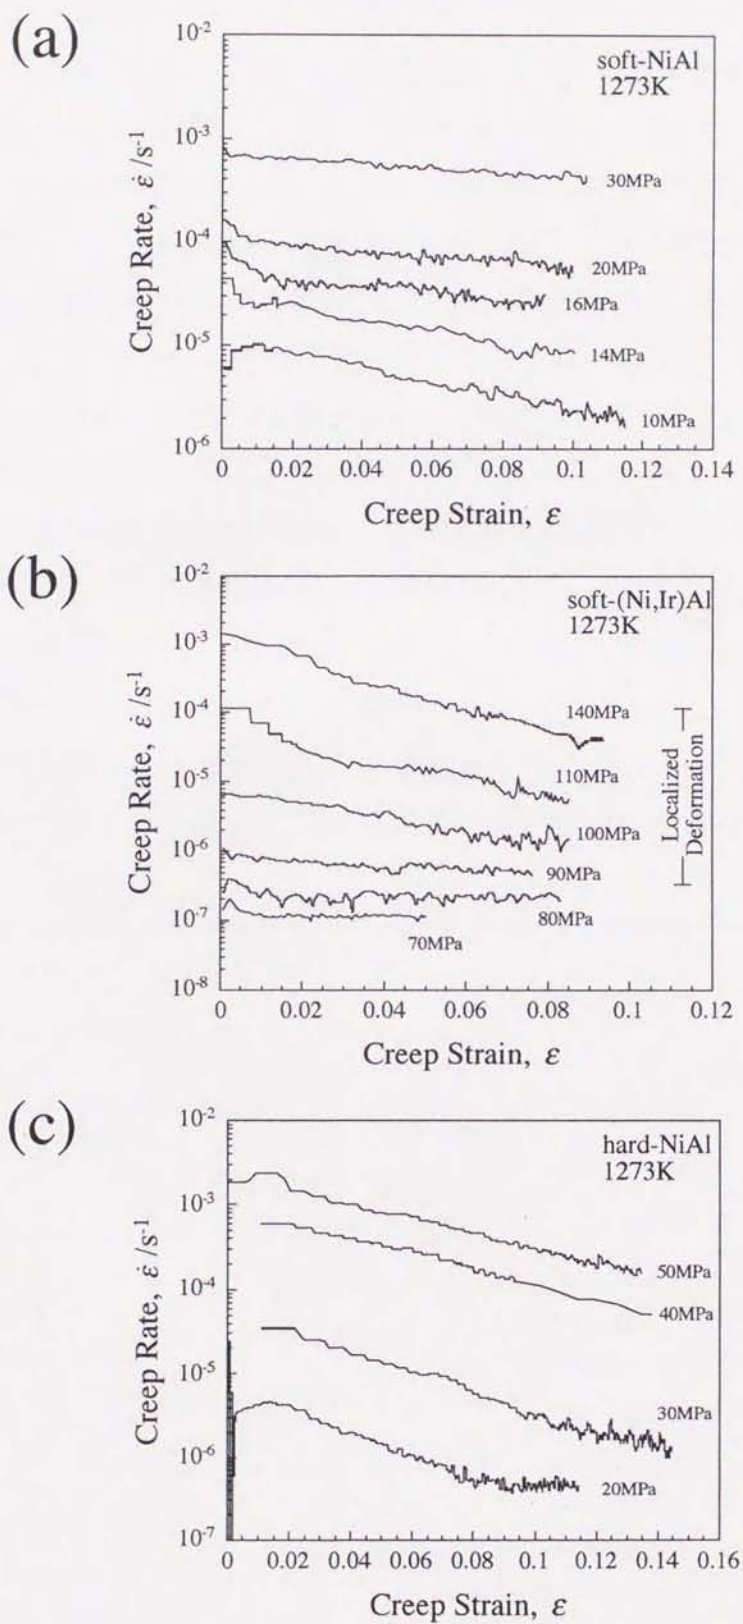 (a)
10^-2
10^-3
10^-4
10^-5
10^-6
Creep Rate, ε̇ /s^-1
soft-NiAl
1273K
30MPa
20MPa
16MPa
14MPa
10MPa
0 0.02 0.04 0.06 0.08 0.1 0.12 0.14
Creep Strain, ε
(b)
10^-2
10^-3
10^-4
10^-5
10^-6
10^-7
10^-8
Creep Rate, ε̇ /s^-1
soft-(Ni,Ir)Al
1273K
140MPa
110MPa
100MPa
90MPa
80MPa
70MPa
Localized
Deformation
0 0.02 0.04 0.06 0.08 0.1 0.12
Creep Strain, ε
(c)
10^-2
10^-3
10^-4
10^-5
10^-6
10^-7
Creep Rate, ε̇ /s^-1
hard-NiAl
1273K
50MPa
40MPa
30MPa
20MPa
0 0.02 0.04 0.06 0.08 0.1 0.12 0.14 0.16
Creep Strain, ε